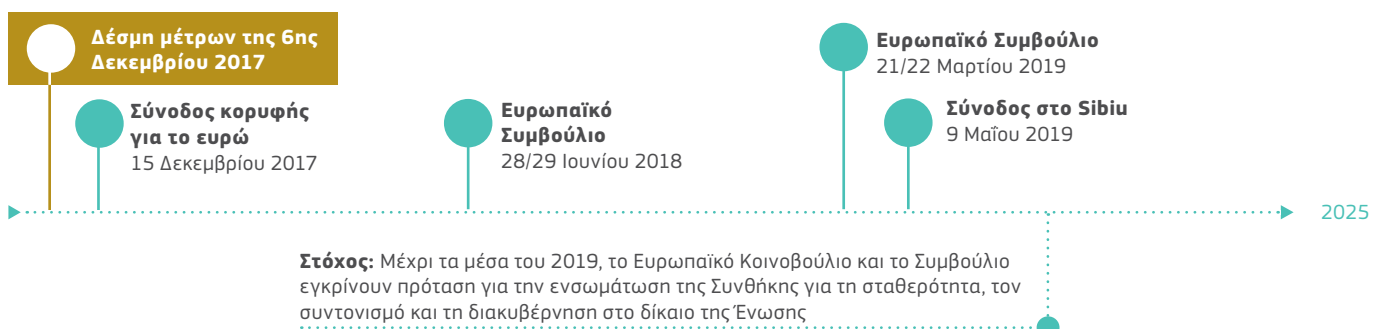 Δέσμη μέτρων της 6ης
Δεκεμβρίου 2017
Σύνοδος κορυφής
για το ευρώ
15 Δεκεμβρίου 2017
Ευρωπαϊκό
Συμβούλιο
28/29 Ιουνίου 2018
Ευρωπαϊκό Συμβούλιο
21/22 Μαρτίου 2019
Σύνοδος στο Sibiu
9 Μαΐου 2019
2025
Στόχος: Μέχρι τα μέσα του 2019, το Ευρωπαϊκό Κοινοβούλιο και το Συμβούλιο
εγκρίνουν πρόταση για την ενσωμάτωση της Συνθήκης για τη σταθερότητα, τον
συντονισμό και τη διακυβέρνηση στο δίκαιο της Ένωσης